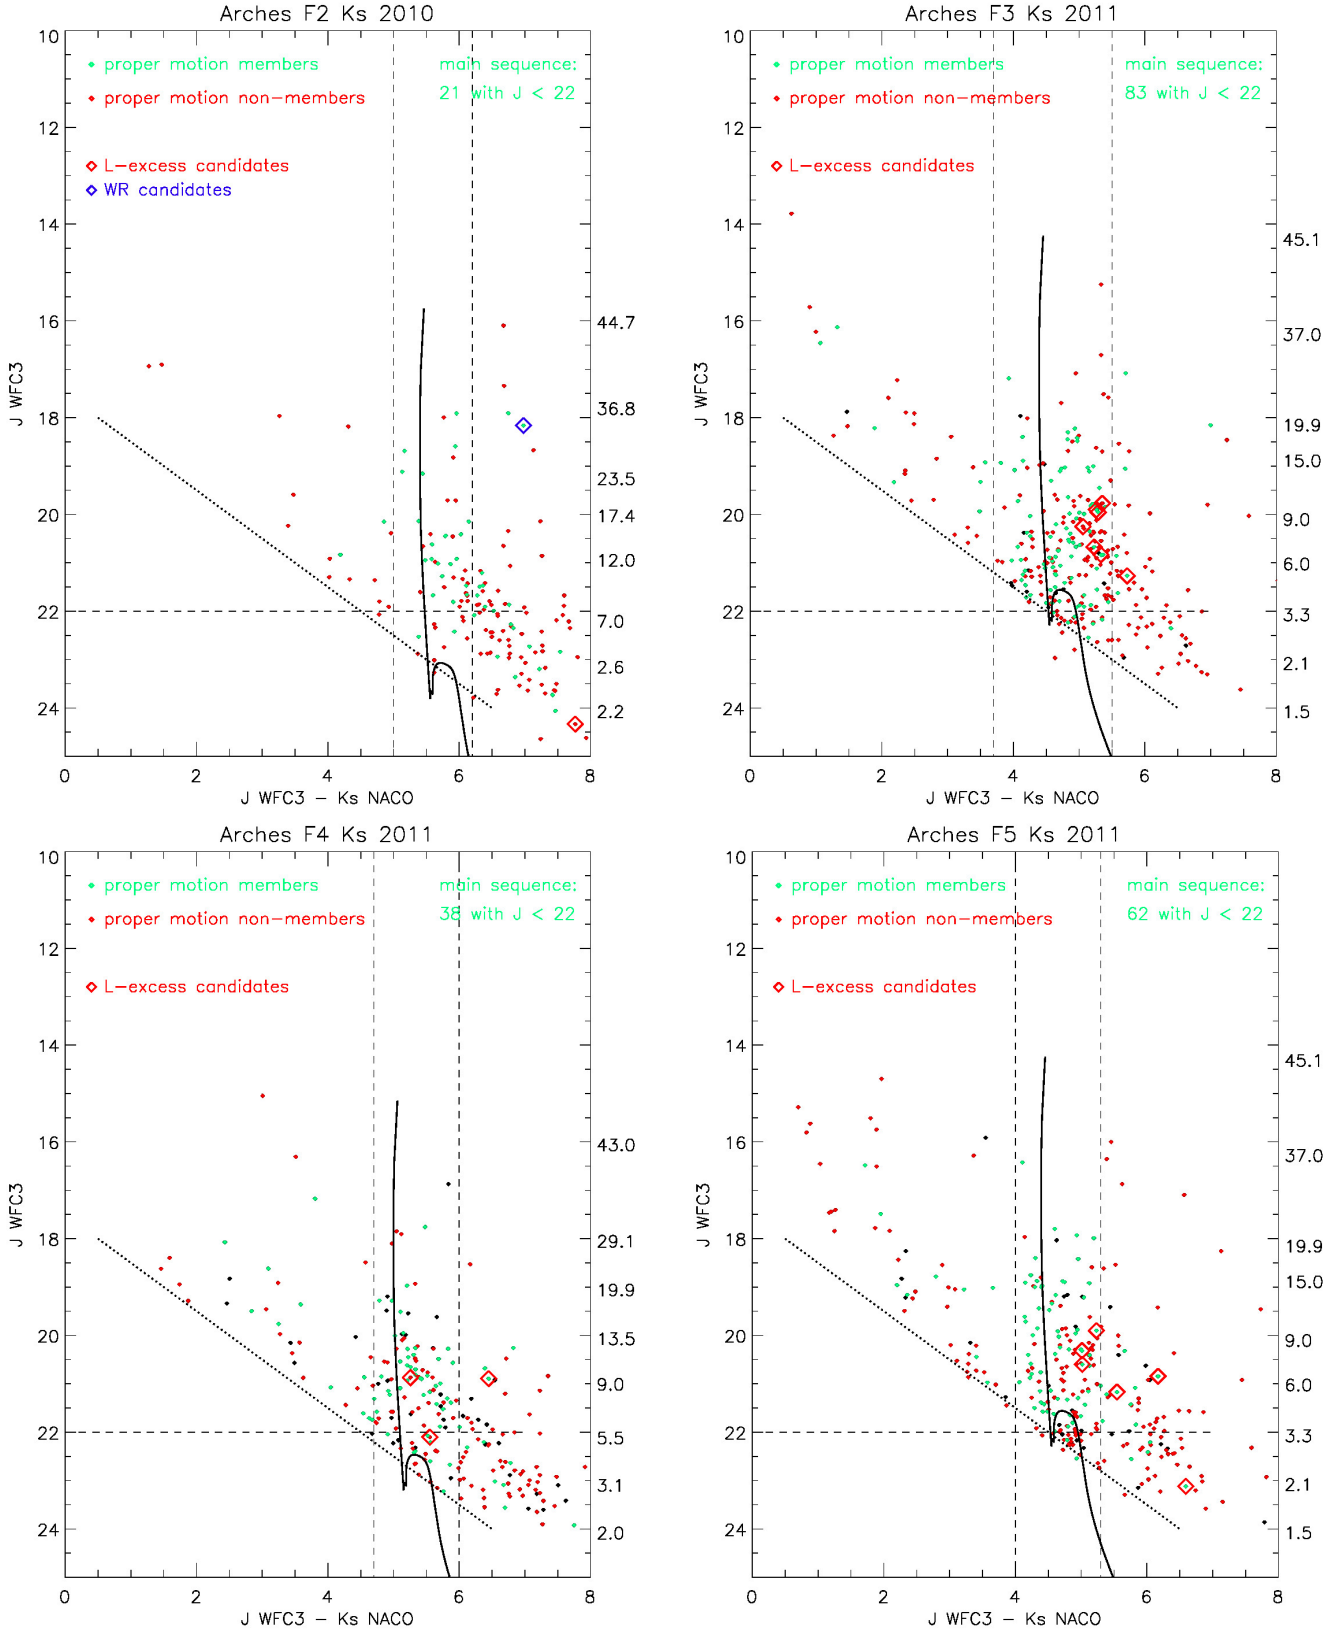 Arches F2 Ks 2010
proper motion members
main sequence:
proper motion non-members
21 with J < 22
L-excess candidates
WR candidates
10
12
14
16
18
20
22
24
44.7
36.8
23.5
17.4
12.0
7.0
2.6
2.2
0 2 4 6 8
J WFC3
J WFC3 - Ks NACO
Arches F3 Ks 2011
proper motion members
main sequence:
proper motion non-members
83 with J < 22
L-excess candidates
10
12
14
16
18
20
22
24
45.1
37.0
19.9
15.0
9.0
6.0
3.3
2.1
1.5
0 2 4 6 8
J WFC3
J WFC3 - Ks NACO
Arches F4 Ks 2011
proper motion members
main sequence:
proper motion non-members
38 with J < 22
L-excess candidates
10
12
14
16
18
20
22
24
43.0
29.1
19.9
13.5
9.0
5.5
3.1
2.0
0 2 4 6 8
J WFC3
J WFC3 - Ks NACO
Arches F5 Ks 2011
proper motion members
main sequence:
proper motion non-members
62 with J < 22
L-excess candidates
10
12
14
16
18
20
22
24
45.1
37.0
19.9
15.0
9.0
6.0
3.3
2.1
1.5
0 2 4 6 8
J WFC3
J WFC3 - Ks NACO